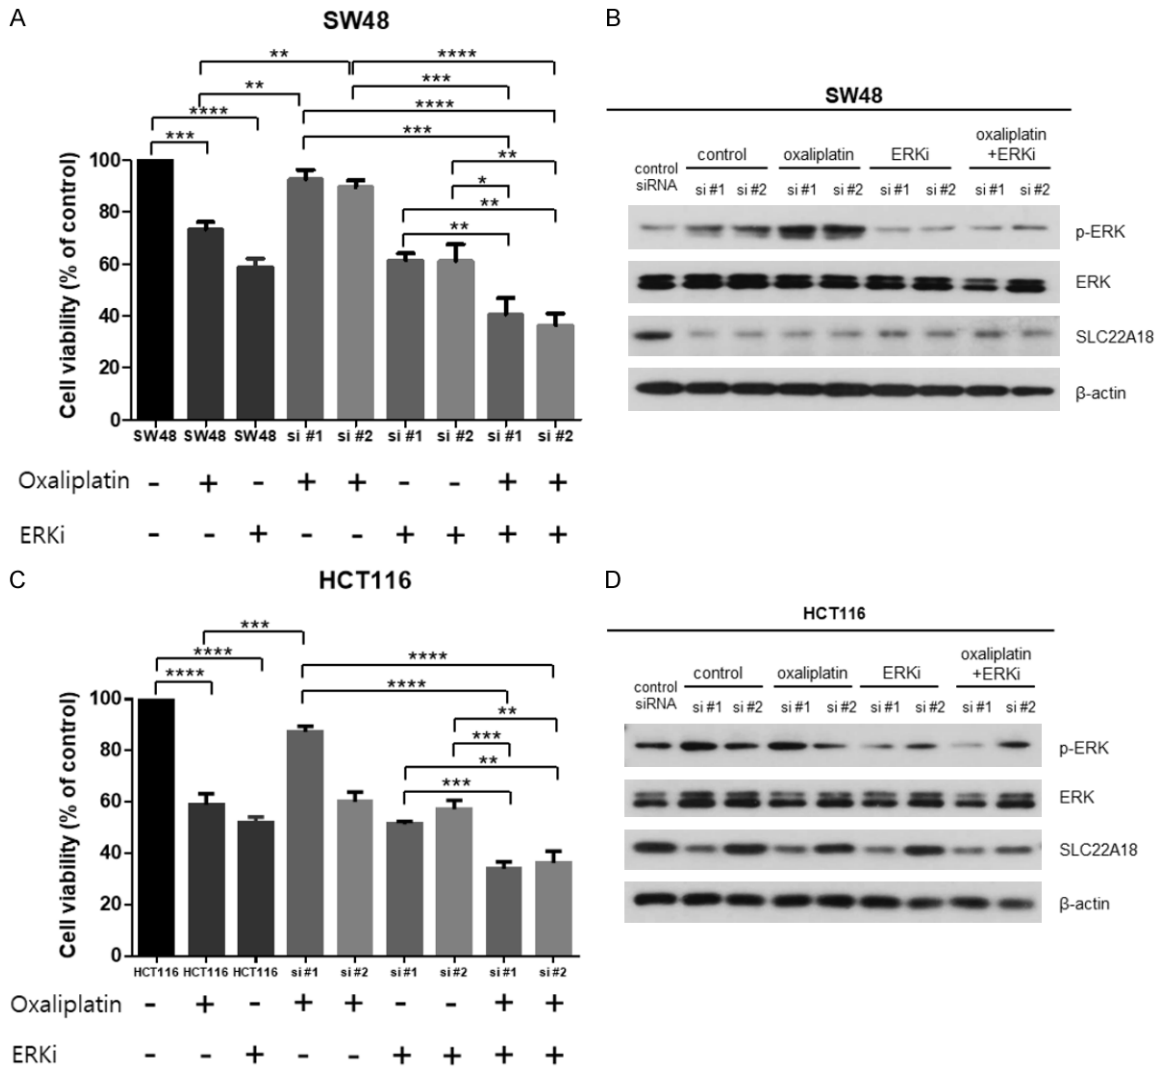 A
SW48
** ****
** ***
**** ****
*** ***
**
*
**
**
Cell viability (% of control)
100
80
60
40
20
0
SW48 SW48 SW48 si #1 si #2 si #1 si #2 si #1 si #2
Oxaliplatin - + - + + - - + +
ERKi - - + - - + + + +
B
SW48
control siRNA
control oxaliplatin ERKi oxaliplatin +ERKi
si #1 si #2 si #1 si #2 si #1 si #2 si #1 si #2
p-ERK
ERK
SLC22A18
β-actin
C
HCT116
***
**** ****
**** ****
**
***
**
***
Cell viability (% of control)
100
80
60
40
20
0
HCT116 HCT116 HCT116 si #1 si #2 si #1 si #2 si #1 si #2
Oxaliplatin - + - + + - - + +
ERKi - - + - - + + + +
D
HCT116
control siRNA
control oxaliplatin ERKi oxaliplatin +ERKi
si #1 si #2 si #1 si #2 si #1 si #2 si #1 si #2
p-ERK
ERK
SLC22A18
β-actin